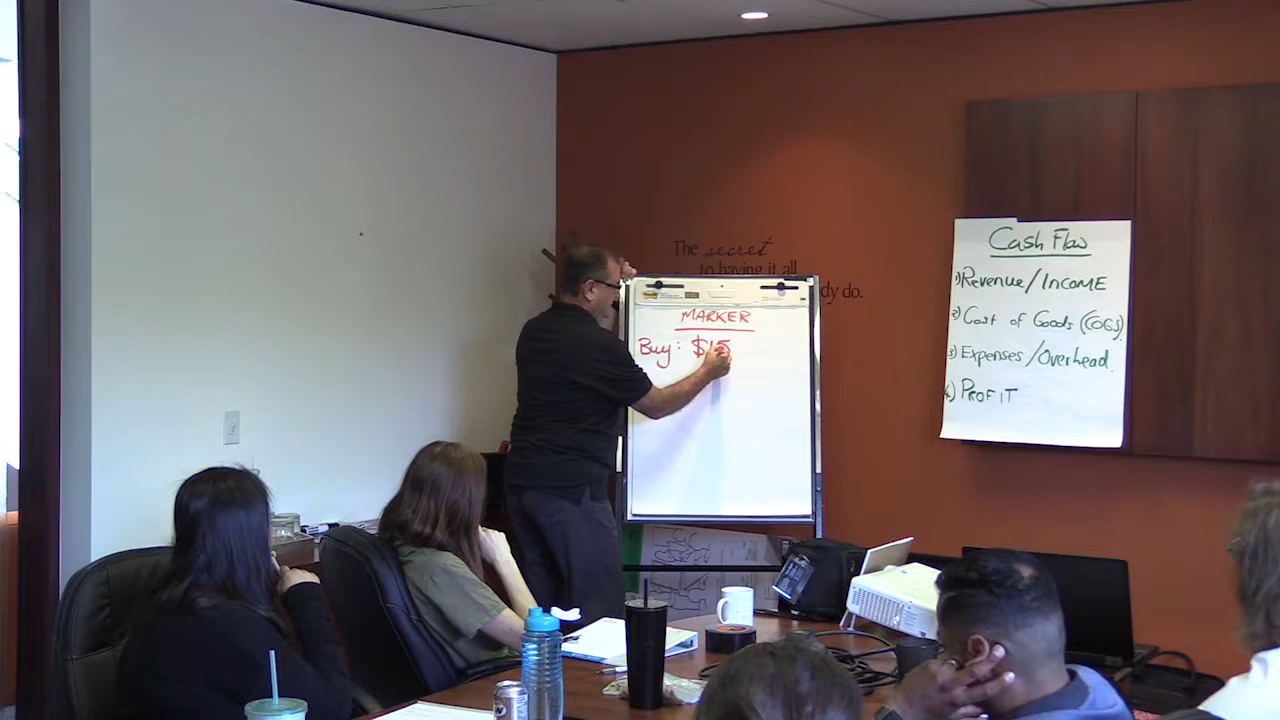 The secret
to having it all
dy do.
MARKER
Buy: $15
Cash Flow
1) Revenue/INCOME
2) Cost of Goods (COGS)
3) Expenses/Overhead.
4) PROFIT